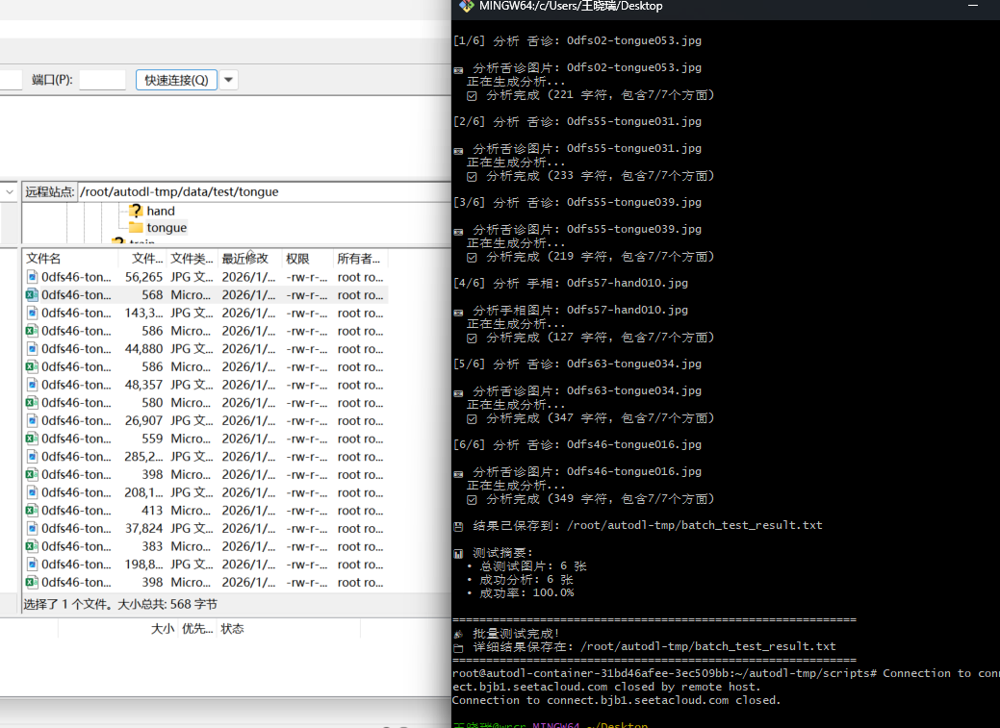 MINGW64:/c/Users/王晓瑞/Desktop
端口(P):
快速连接(Q)
远程站点: /root/autodl-tmp/data/test/tongue
hand
tongue
文件名 文件... 文件类... 最近修改 权限 所有者...
0dfs46-ton... 56,265 JPG 文... 2026/1/... -rw-r-... root ro...
0dfs46-ton... 568 Micro... 2026/1/... -rw-r-... root ro...
0dfs46-ton... 143,3... JPG 文... 2026/1/... -rw-r-... root ro...
0dfs46-ton... 586 Micro... 2026/1/... -rw-r-... root ro...
0dfs46-ton... 44,880 JPG 文... 2026/1/... -rw-r-... root ro...
0dfs46-ton... 586 Micro... 2026/1/... -rw-r-... root ro...
0dfs46-ton... 48,357 JPG 文... 2026/1/... -rw-r-... root ro...
0dfs46-ton... 580 Micro... 2026/1/... -rw-r-... root ro...
0dfs46-ton... 26,907 JPG 文... 2026/1/... -rw-r-... root ro...
0dfs46-ton... 559 Micro... 2026/1/... -rw-r-... root ro...
0dfs46-ton... 285,2... JPG 文... 2026/1/... -rw-r-... root ro...
0dfs46-ton... 398 Micro... 2026/1/... -rw-r-... root ro...
0dfs46-ton... 208,1... JPG 文... 2026/1/... -rw-r-... root ro...
0dfs46-ton... 413 Micro... 2026/1/... -rw-r-... root ro...
0dfs46-ton... 37,824 JPG 文... 2026/1/... -rw-r-... root ro...
0dfs46-ton... 383 Micro... 2026/1/... -rw-r-... root ro...
0dfs46-ton... 198,8... JPG 文... 2026/1/... -rw-r-... root ro...
0dfs46-ton... 398 Micro... 2026/1/... -rw-r-... root ro...
选择了 1 个文件。大小总共: 568 字节
大小 优先... 状态
[1/6] 分析 舌诊: 0dfs02-tongue053.jpg
分析舌诊图片: 0dfs02-tongue053.jpg
正在生成分析...
分析完成 (221 字符，包含7/7个方面)
[2/6] 分析 舌诊: 0dfs55-tongue031.jpg
分析舌诊图片: 0dfs55-tongue031.jpg
正在生成分析...
分析完成 (233 字符，包含7/7个方面)
[3/6] 分析 舌诊: 0dfs55-tongue039.jpg
分析舌诊图片: 0dfs55-tongue039.jpg
正在生成分析...
分析完成 (219 字符，包含7/7个方面)
[4/6] 分析 手相: 0dfs57-hand010.jpg
分析手相图片: 0dfs57-hand010.jpg
正在生成分析...
分析完成 (127 字符，包含7/7个方面)
[5/6] 分析 舌诊: 0dfs63-tongue034.jpg
分析舌诊图片: 0dfs63-tongue034.jpg
正在生成分析...
分析完成 (347 字符，包含7/7个方面)
[6/6] 分析 舌诊: 0dfs46-tongue016.jpg
分析舌诊图片: 0dfs46-tongue016.jpg
正在生成分析...
分析完成 (349 字符，包含7/7个方面)
结果已保存到: /root/autodl-tmp/batch_test_result.txt
测试摘要:
• 总测试图片: 6 张
• 成功分析: 6 张
• 成功率: 100.0%
============================================================
批量测试完成!
详细结果保存在: /root/autodl-tmp/batch_test_result.txt
============================================================
root@autodl-container-31bd46afee-3ec509bb:~/autodl-tmp/scripts# Connection to conn
ect.bjb1.seetacloud.com closed by remote host.
Connection to connect.bjb1.seetacloud.com closed.
MINGW64 ~/Desktop